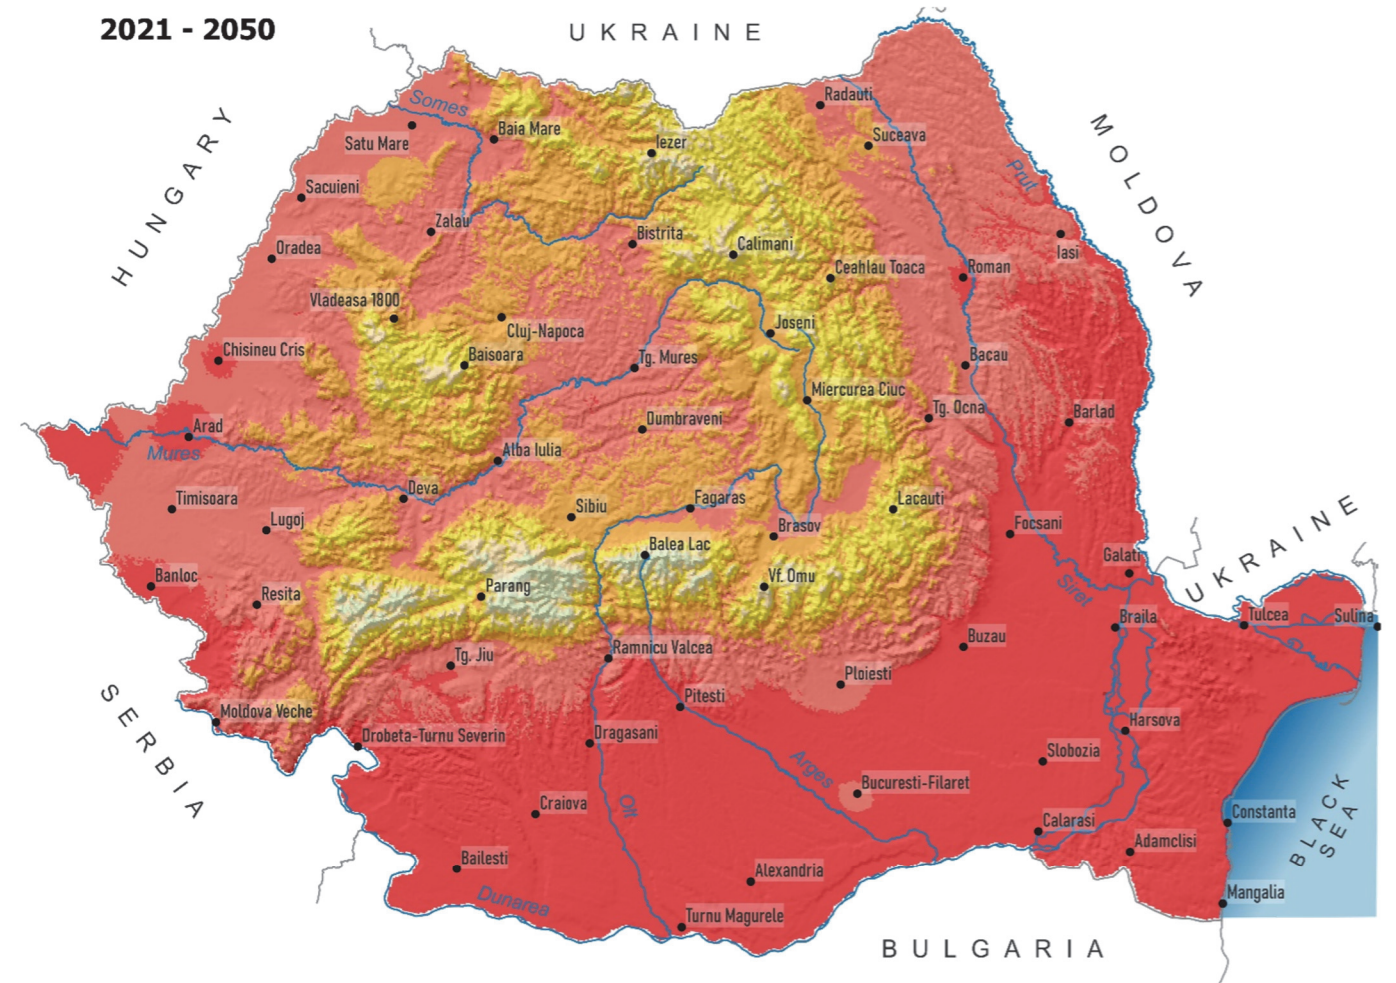 2021 - 2050
UKRAINE
HUNGARY
MOLDOVA
Somes
Satu Mare
Baia Mare
Iezer
Radauti
Suceava
Prut
Sacuieni
Zalau
Oradea
Bistrita
Calimani
Iasi
Ceahlau Toaca
Roman
Vladeasa 1800
Cluj-Napoca
Joseni
Chisineu Cris
Baisoara
Tg. Mures
Bacau
Miercurea Ciuc
Tg. Ocna
Barlad
Dumbraveni
Arad
Mures
Alba Iulia
Deva
Timisoara
Lugoj
Sibiu
Fagaras
Lacauti
Brasov
Focsani
UKRAINE
Balea Lac
Galati
Banloc
Resita
Parang
Vf. Omu
Siret
Braila
Tulcea
Sulina
Buzau
Ramnicu Valcea
Tg. Jiu
Ploiesti
Pitesti
SERBIA
Moldova Veche
Drobeta-Turnu Severin
Dragasani
Harsova
Slobozia
Arges
Bucuresti-Filaret
Craiova
Olt
Calarasi
Constanta
BLACK
SEA
Adamclisi
Bailesti
Alexandria
Mangalia
Dunarea
Turnu Magurele
BULGARIA